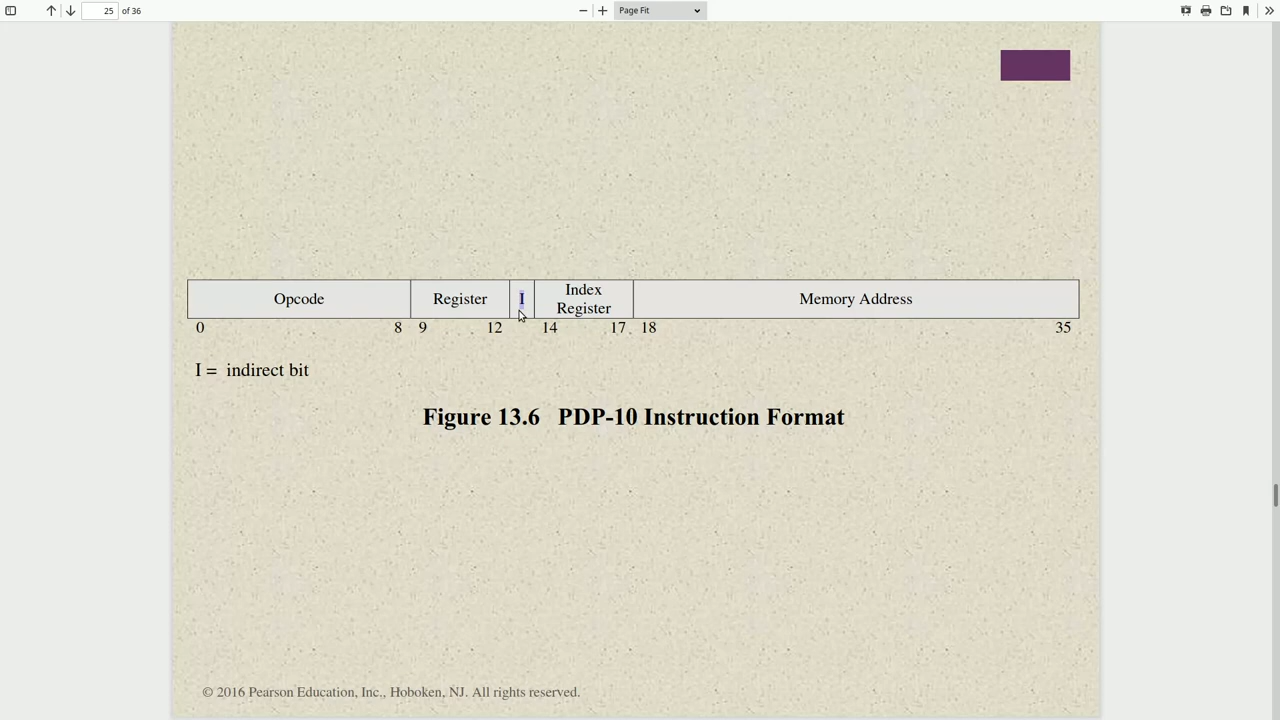 25 of 36
Page Fit
Opcode Register I Index Register Memory Address
0 8 9 12 14 17 18 35
I = indirect bit
Figure 13.6 PDP-10 Instruction Format
© 2016 Pearson Education, Inc., Hoboken, NJ. All rights reserved.